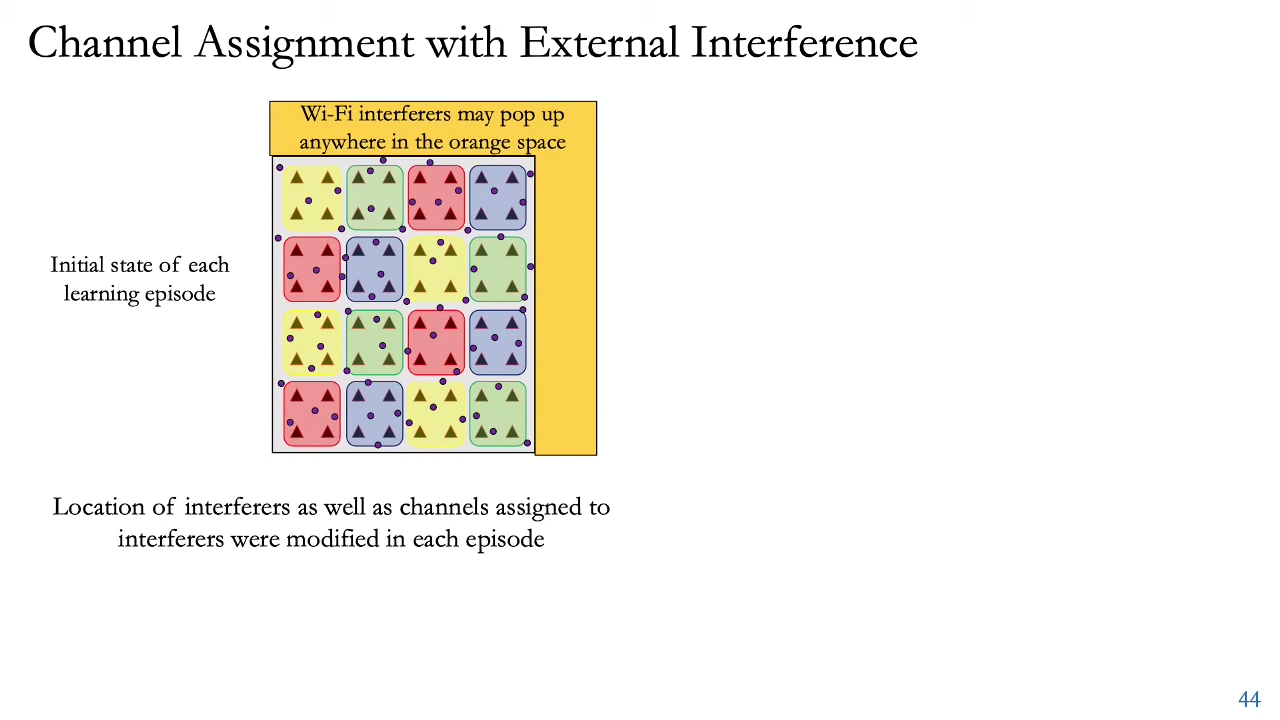 Channel Assignment with External Interference
Wi-Fi interferers may pop up
anywhere in the orange space
Initial state of each
learning episode
Location of interferers as well as channels assigned to
interferers were modified in each episode
44